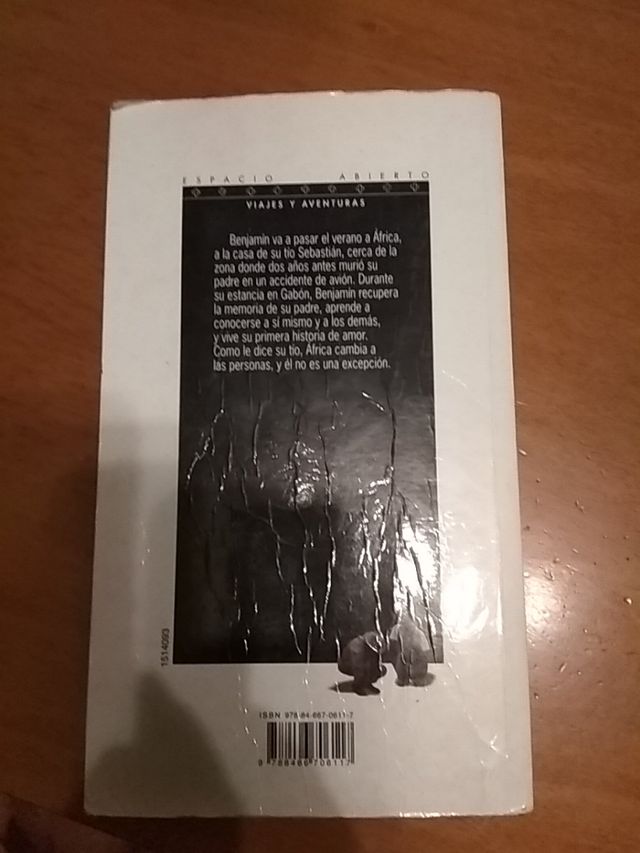 ESPACIO ABIERTO
VIAJES Y AVENTURAS
Benjamín va a pasar el verano a África,
a la casa de su tío Sebastián, cerca de la
zona donde dos años antes murió su
padre en un accidente de avión. Durante
su estancia en Gabón, Benjamín recupera
la memoria de su padre, aprende a
conocerse a sí mismo y a los demás,
y vive su primera historia de amor.
Como le dice su tío, África cambia a
las personas, y él no es una excepción.
1514093
ISBN 978-84-667-0611-7
9 788466 706117